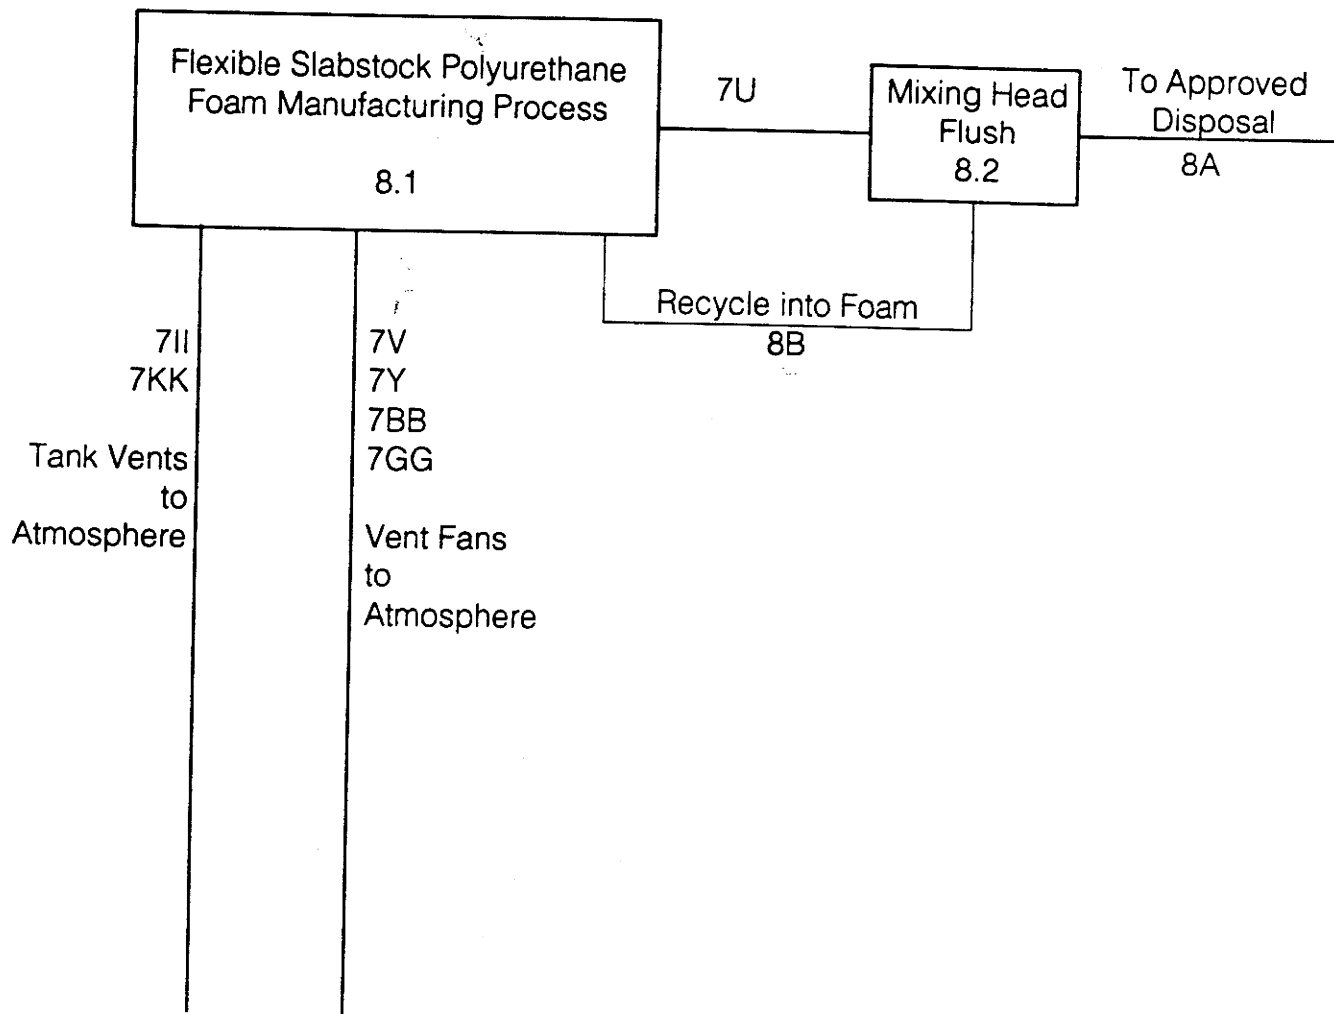 Flexible Slabstock Polyurethane
Foam Manufacturing Process
8.1
7U
Mixing Head
Flush
8.2
To Approved
Disposal
8A
Recycle into Foam
8B
7II
7KK
Tank Vents
to
Atmosphere
7V
7Y
7BB
7GG
Vent Fans
to
Atmosphere